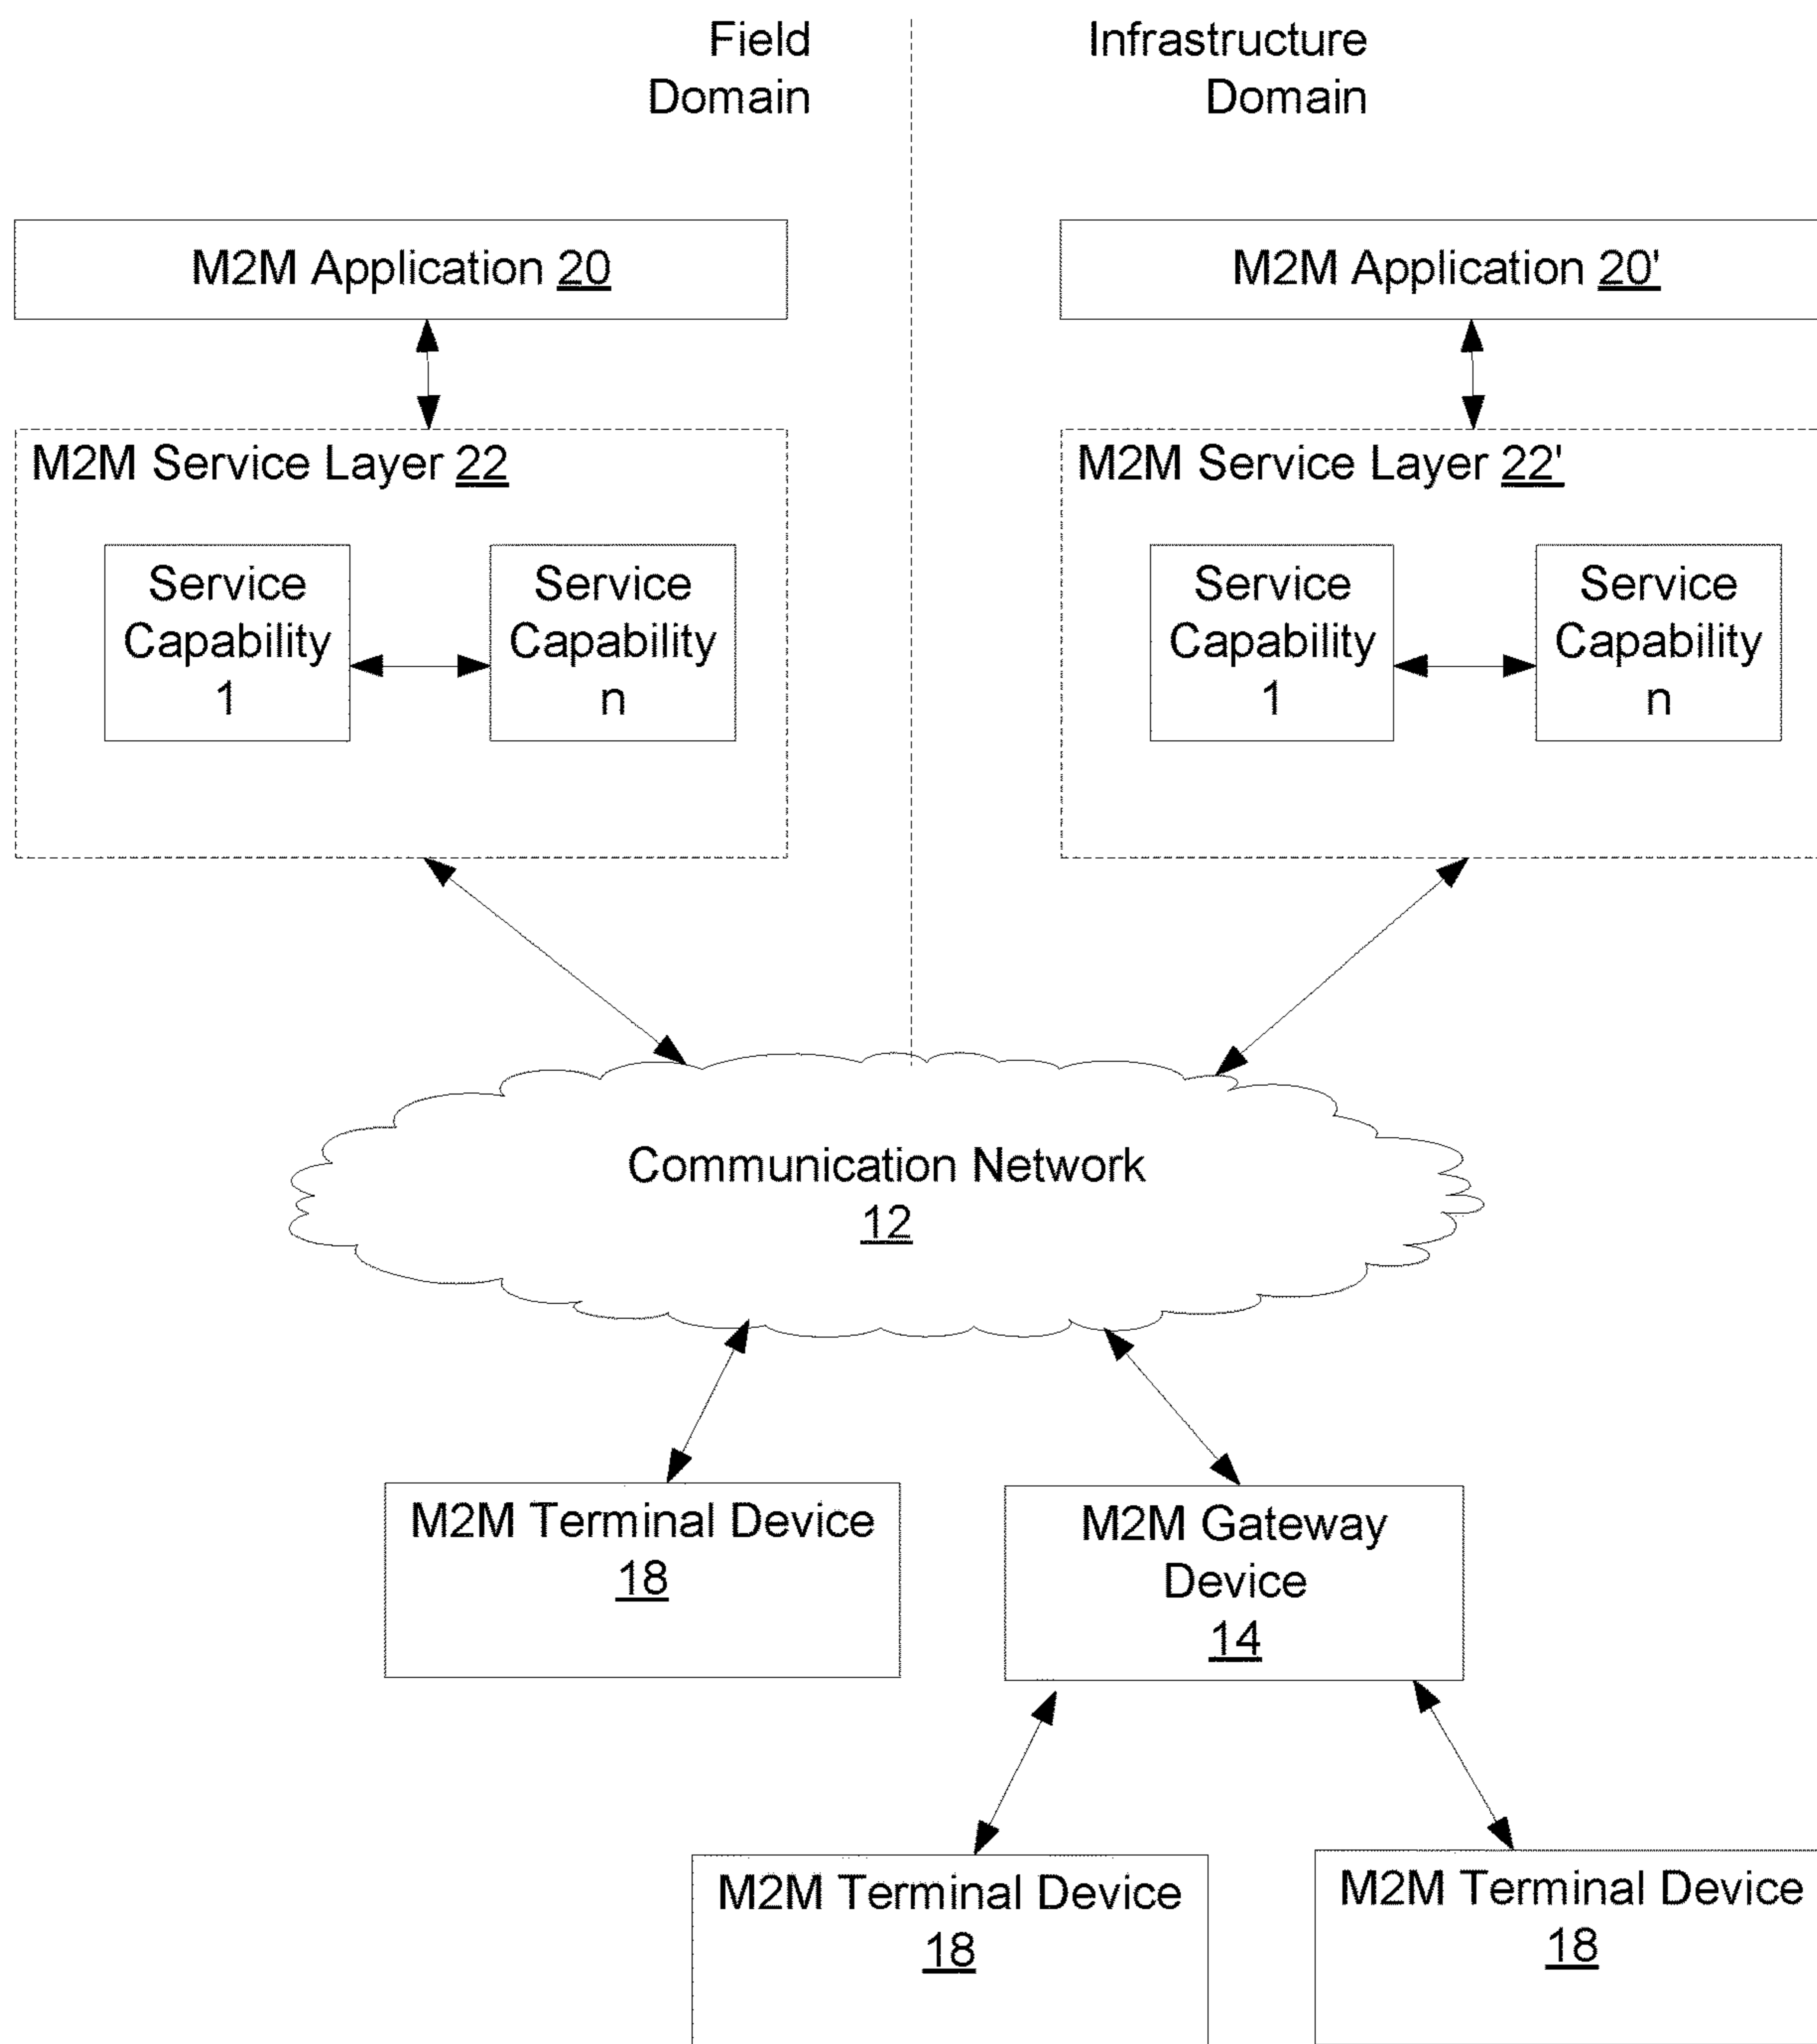 Field
Domain
Infrastructure
Domain
M2M Application 20
M2M Application 20'
M2M Service Layer 22
Service
Capability
1
Service
Capability
n
M2M Service Layer 22'
Service
Capability
1
Service
Capability
n
Communication Network
12
M2M Terminal Device
18
M2M Gateway
Device
14
M2M Terminal Device
18
M2M Terminal Device
18